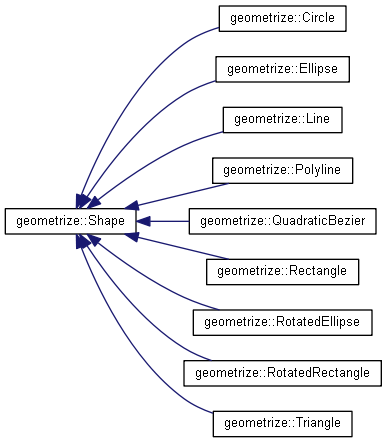 geometrize::Circle
geometrize::Ellipse
geometrize::Line
geometrize::Polyline
geometrize::Shape
geometrize::QuadraticBezier
geometrize::Rectangle
geometrize::RotatedEllipse
geometrize::RotatedRectangle
geometrize::Triangle